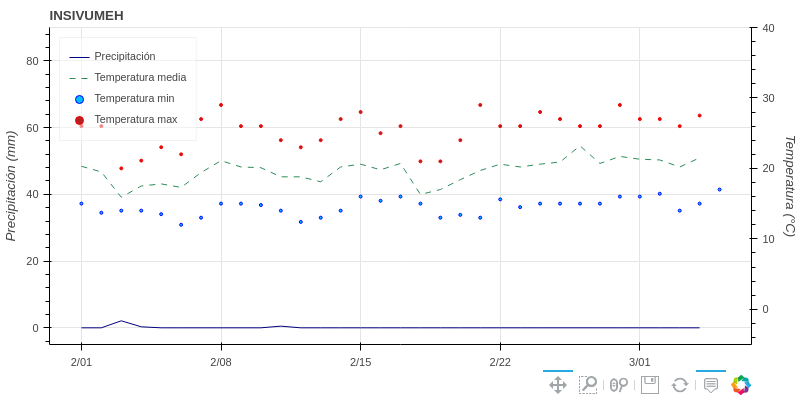 INSIVUMEH
Precipitación
Temperatura media
Temperatura min
Temperatura max
Precipitación (mm)
80
60
40
20
0
40
30
20
10
0
Temperatura (°C)
2/01
2/08
2/15
2/22
3/01